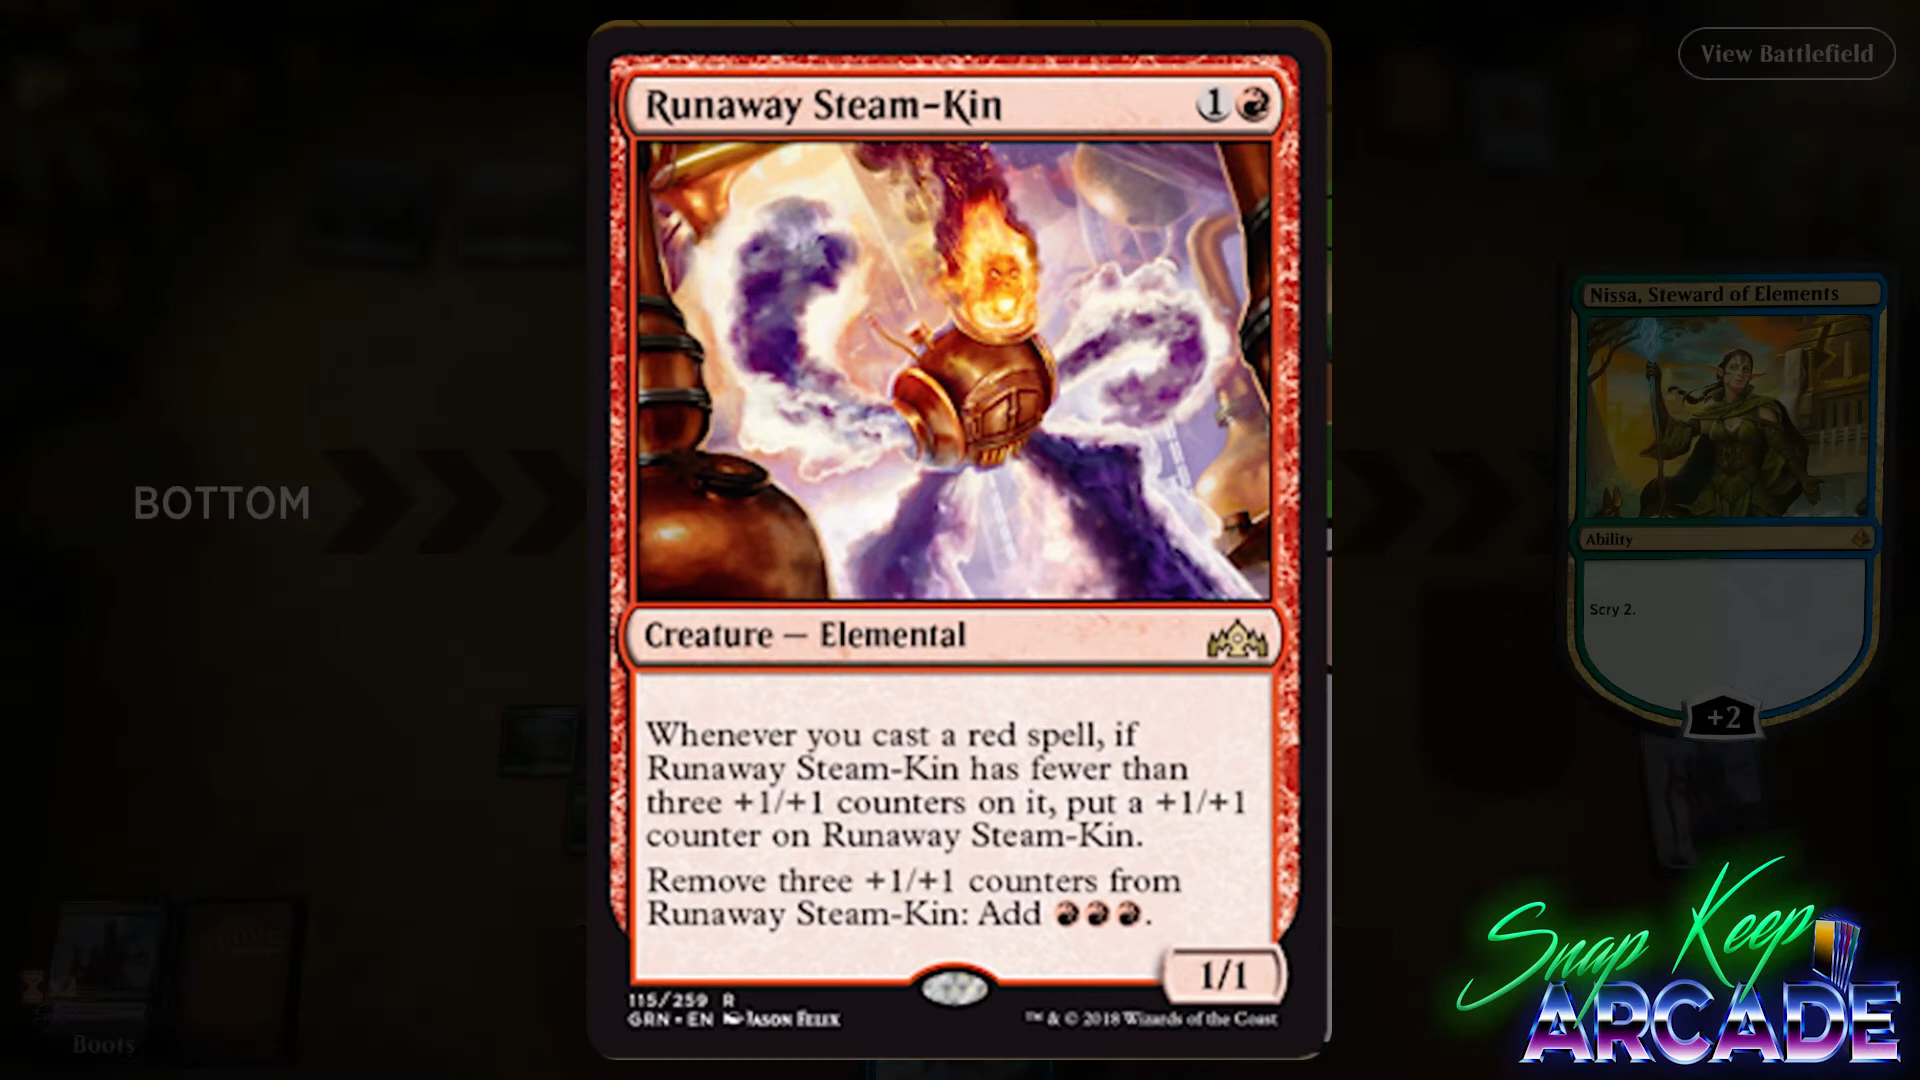 View Battlefield
Runaway Steam-Kin
1
Nissa, Steward of Elements
BOTTOM
Ability
Creature — Elemental
Scry 2.
+2
Whenever you cast a red spell, if
Runaway Steam-Kin has fewer than
three +1/+1 counters on it, put a +1/+1
counter on Runaway Steam-Kin.
Remove three +1/+1 counters from
Runaway Steam-Kin: Add .
1/1
115/259 R
GRN • EN Jason Felix
™ & © 2018 Wizards of the Coast
Boots
Snap Keep
ARCADE